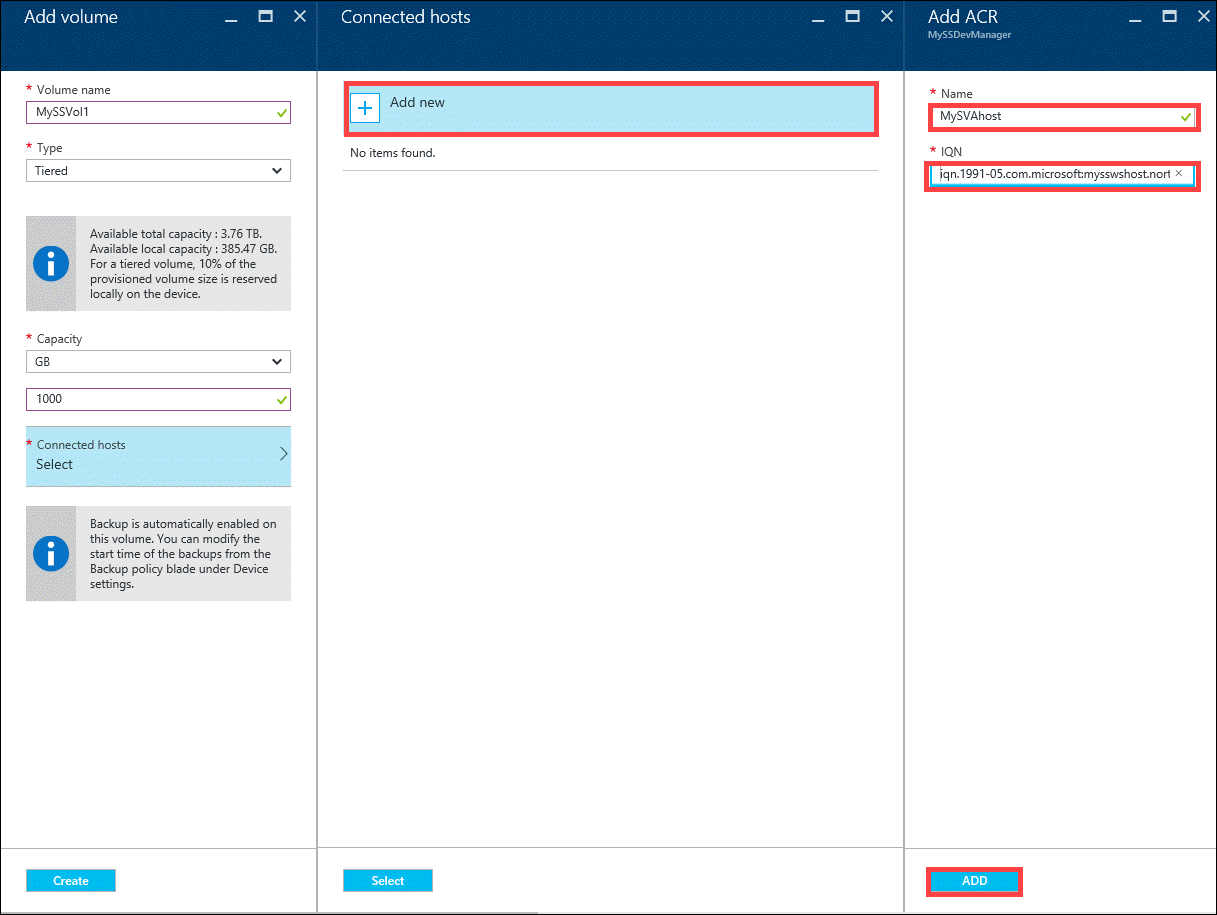 Add volume
* Volume name
MySSVol1
* Type
Tiered
Available total capacity : 3.76 TB.
Available local capacity : 385.47 GB.
For a tiered volume, 10% of the
provisioned volume size is reserved
locally on the device.
* Capacity
GB
1000
* Connected hosts
Select
Backup is automatically enabled on
this volume. You can modify the
start time of the backups from the
Backup policy blade under Device
settings.
Create
Connected hosts
Add new
No items found.
Select
Add ACR
MySSDevManager
* Name
MySVAhost
* IQN
iqn.1991-05.com.microsoft:mysswshost.nort
ADD